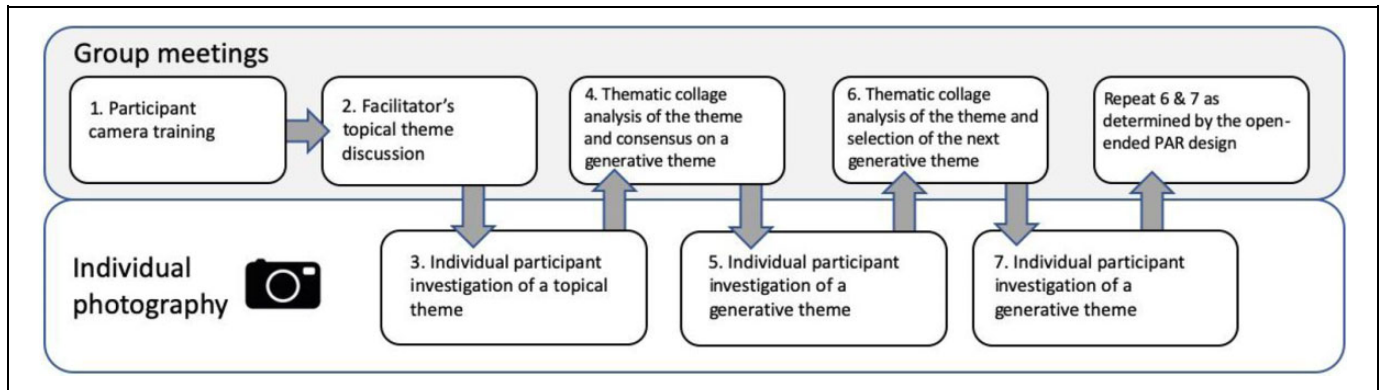 Group meetings
1. Participant
camera training
2. Facilitator's
topical theme
discussion
4. Thematic collage
analysis of the theme
and consensus on a
generative theme
6. Thematic collage
analysis of the theme and
selection of the next
generative theme
Repeat 6 & 7 as
determined by the open-
ended PAR design
Individual
photography
3. Individual participant
investigation of a topical
theme
5. Individual participant
investigation of a
generative theme
7. Individual participant
investigation of a
generative theme